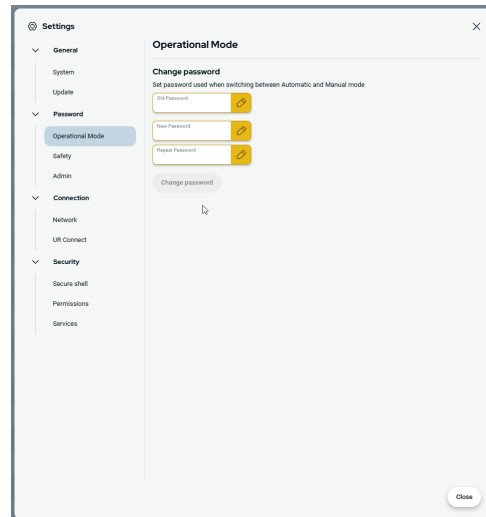 Settings
General
System
Update
Password
Operational Mode
Safety
Admin
Connection
Network
UR Connect
Security
Secure shell
Permissions
Services
Operational Mode
Change password
Set password used when switching between Automatic and Manual mode
Old Password
New Password
Repeat Password
Change password
Close